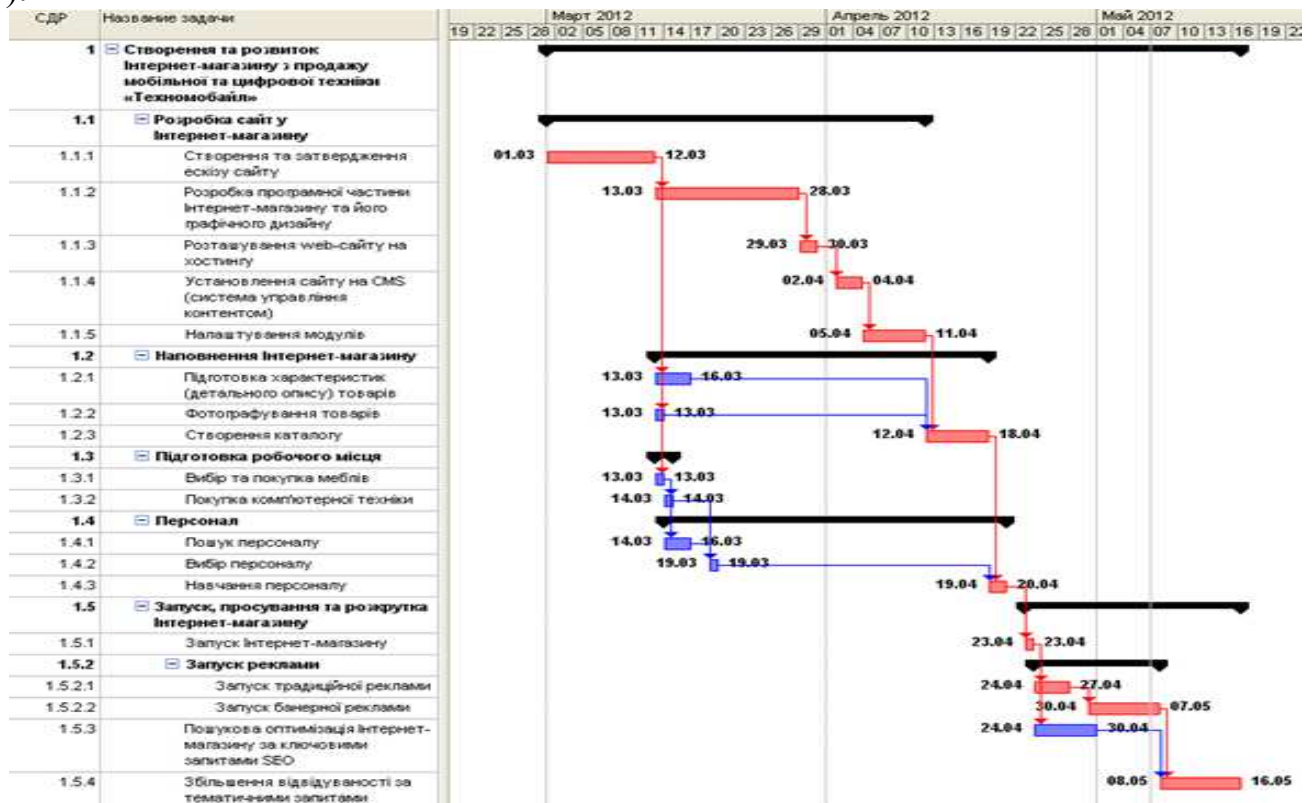 ).
СДР Название задачи Март 2012 Апрель 2012 Май 2012
19 22 25 28 02 05 08 11 14 17 20 23 26 29 01 04 07 10 13 16 19 22 25 28 01 04 07 10 13 16 19 22
1 Створення та розвиток
Інтернет-магазину з продажу
мобільної та цифрової техніки
«Техномобайл»
1.1 Розробка сайту
Інтернет-магазину
1.1.1 Створення та затвердження 01.03 12.03
ескізу сайту
1.1.2 Розробка програмної частини 13.03 28.03
Інтернет-магазину та його
графічного дизайну
1.1.3 Розташування web-сайту на 29.03 30.03
хостингу
1.1.4 Установлення сайту на CMS 02.04 04.04
(система управління
контентом)
1.1.5 Налаштування модулів 05.04 11.04
1.2 Наповнення Інтернет-магазину
1.2.1 Підготовка характеристик 13.03 16.03
(детального опису) товарів
1.2.2 Фотографування товарів 13.03 13.03
1.2.3 Створення каталогу 12.04 18.04
1.3 Підготовка робочого місця
1.3.1 Вибір та покупка меблів 13.03 13.03
1.3.2 Покупка комп'ютерної техніки 14.03 14.03
1.4 Персонал
1.4.1 Пошук персоналу 14.03 16.03
1.4.2 Вибір персоналу 19.03 19.03
1.4.3 Навчання персоналу 19.04 20.04
1.5 Запуск, просування та розкрутка
Інтернет-магазину
1.5.1 Запуск Інтернет-магазину 23.04 23.04
1.5.2 Запуск реклами
1.5.2.1 Запуск традиційної реклами 24.04 27.04
1.5.2.2 Запуск банерної реклами 30.04 07.05
1.5.3 Пошукова оптимізація Інтернет- 24.04 30.04
магазину за ключовими
запитами SEO
1.5.4 Збільшення відвідуваності за 08.05 16.05
тематичними запитами